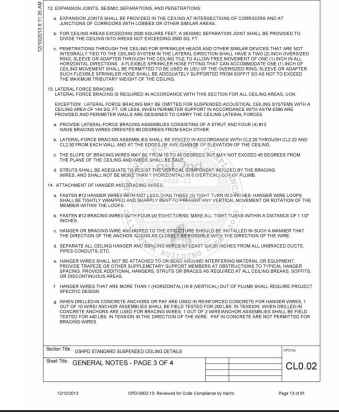 12/10/2013 11:35 AM
12. EXPANSION JOINTS, SEISMIC SEPARATIONS, AND PENETRATIONS
a. EXPANSION JOINTS SHALL BE PROVIDED IN THE CEILING AT INTERSECTIONS OF CORRIDORS AND AT
JUNCTIONS OF CORRIDORS WITH LOBBIES OR OTHER SIMILAR AREAS.
b. FOR CEILING AREAS EXCEEDING 2500 SQUARE FEET, A SEISMIC SEPARATION JOINT SHALL BE PROVIDED TO
DIVIDE THE CEILING INTO AREAS NOT EXCEEDING 2500 SQ. FT.
c. PENETRATIONS THROUGH THE CEILING FOR SPRINKLER HEADS AND OTHER SIMILAR DEVICES THAT ARE NOT
INTEGRALLY TIED TO THE CEILING SYSTEM IN THE LATERAL DIRECTION SHALL HAVE A TWO (2) INCH OVERSIZED
RING, SLEEVE OR ADAPTER THROUGH THE CEILING TILE TO ALLOW FREE MOVEMENT OF ONE (1) INCH IN ALL
HORIZONTAL DIRECTIONS. A FLEXIBLE SPRINKLER HOSE FITTING THAT CAN ACCOMMODATE ONE (1) INCH OF
CEILING MOVEMENT SHALL BE PERMITTED TO BE USED IN LIEU OF THE OVERSIZED RING, SLEEVE OR ADAPTER.
SUCH FLEXIBLE SPRINKLER HOSE SHALL BE ADEQUATELY SUPPORTED FROM SOFFIT SO AS NOT TO EXCEED
THE MAXIMUM TRIBUTARY WEIGHT OF THE CEILING.
13. LATERAL FORCE BRACING
LATERAL FORCE BRACING IS REQUIRED IN ACCORDANCE WITH THIS SECTION FOR ALL CEILING AREAS, UON.
EXCEPTION: LATERAL FORCE BRACING MAY BE OMITTED FOR SUSPENDED ACOUSTICAL CEILING SYSTEMS WITH A
CEILING AREA OF 144 SQ. FT. OR LESS, WHEN PERIMETER SUPPORT IN ACCORDANCE WITH ASTM E580 ARE
PROVIDED AND PERIMETER WALLS ARE DESIGNED TO CARRY THE CEILING LATERAL FORCES.
a. PROVIDE LATERAL-FORCE BRACING ASSEMBLIES CONSISTING OF A STRUT AND FOUR (4) #12
GAGE BRACING WIRES ORIENTED 90 DEGREES FROM EACH OTHER.
b. LATERAL FORCE BRACING ASSEMBLIES SHALL BE SPACED IN ACCORDANCE WITH CL2.20 THROUGH CL2.22 AND
CL2.30 FROM EACH WALL AND AT THE EDGES OF ANY CHANGE OF ELEVATION OF THE CEILING.
c. THE SLOPE OF BRACING WIRES MAY BE FROM 10 TO 45 DEGREES BUT MAY NOT EXCEED 45 DEGREES FROM
THE PLANE OF THE CEILING AND WIRES SHALL BE TAUT.
d. STRUTS SHALL BE ADEQUATE TO RESIST THE VERTICAL COMPONENT INDUCED BY THE BRACING
WIRES, AND SHALL NOT BE MORE THAN 1 (HORIZONTAL) IN 6 (VERTICAL) OUT OF PLUMB.
14. ATTACHMENT OF HANGER AND BRACING WIRES
a. FASTEN #12 HANGER WIRES WITH NOT LESS THAN THREE (3) TIGHT TURNS IN 3 INCHES. HANGER WIRE LOOPS
SHALL BE TIGHTLY WRAPPED AND SHARPLY BENT TO PREVENT ANY VERTICAL MOVEMENT OR ROTATION OF THE
MEMBER WITHIN THE LOOPS.
b. FASTEN #12 BRACING WIRES WITH FOUR (4) TIGHT TURNS. MAKE ALL TIGHT TURNS WITHIN A DISTANCE OF 1 1/2"
INCHES.
c. HANGER OR BRACING WIRE ANCHORS TO THE STRUCTURE SHOULD BE INSTALLED IN SUCH A MANNER THAT
THE DIRECTION OF THE ANCHOR ALIGNS AS CLOSELY AS POSSIBLE WITH THE DIRECTION OF THE WIRE.
d. SEPARATE ALL CEILING HANGER AND BRACING WIRES AT LEAST SIX (6) INCHES FROM ALL UNBRACED DUCTS,
PIPES CONDUITS, ETC.
e. HANGER WIRES SHALL NOT BE ATTACHED TO OR BEND AROUND INTERFERING MATERIAL OR EQUIPMENT.
PROVIDE TRAPEZE OR OTHER SUPPLEMENTARY SUPPORT MEMBERS AT OBSTRUCTIONS TO TYPICAL HANGER
SPACING. PROVIDE ADDITIONAL HANGERS, STRUTS OR BRACES AS REQUIRED AT ALL CEILING BREAKS, SOFFITS,
OR DISCONTINUOUS AREAS.
f. HANGER WIRES THAT ARE MORE THAN 1 (HORIZONTAL) IN 6 (VERTICAL) OUT OF PLUMB SHALL REQUIRE PROJECT
SPECIFIC DESIGN.
g. WHEN DRILLED-IN CONCRETE ANCHORS OR PAF ARE USED IN REINFORCED CONCRETE FOR HANGER WIRES, 1
OUT OF 10 WIRE/ ANCHOR ASSEMBLIES SHALL BE FIELD TESTED FOR 200 LBS. IN TENSION. WHEN DRILLED-IN
CONCRETE ANCHORS ARE USED FOR BRACING WIRES, 1 OUT OF 2 WIRE/ANCHOR ASSEMBLIES SHALL BE FIELD
TESTED FOR 440 LBS. IN TENSION IN THE DIRECTION OF THE WIRE. PAF IN CONCRETE ARE NOT PERMITTED FOR
BRACING WIRES.
Section Title : OSHPD STANDARD SUSPENDED CEILING DETAILS
Sheet Title : GENERAL NOTES - PAGE 3 OF 4
CL0.02
12/10/2013 OPD-0002-13: Reviewed for Code Compliance by Karim Page 13 of 61